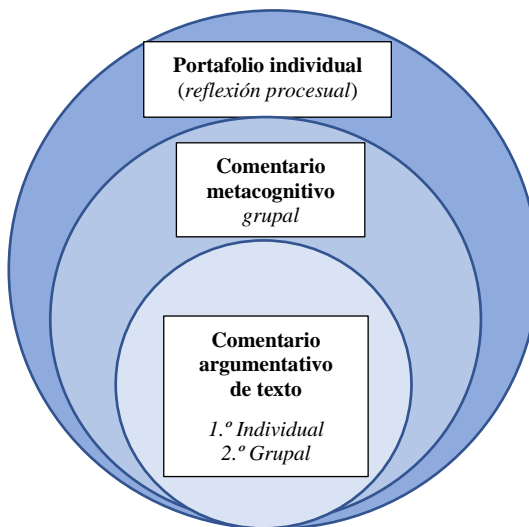 Portafolio individual
(reflexión procesual)
Comentario
metacognitivo
grupal
Comentario
argumentativo
de texto
1.º Individual
2.º Grupal